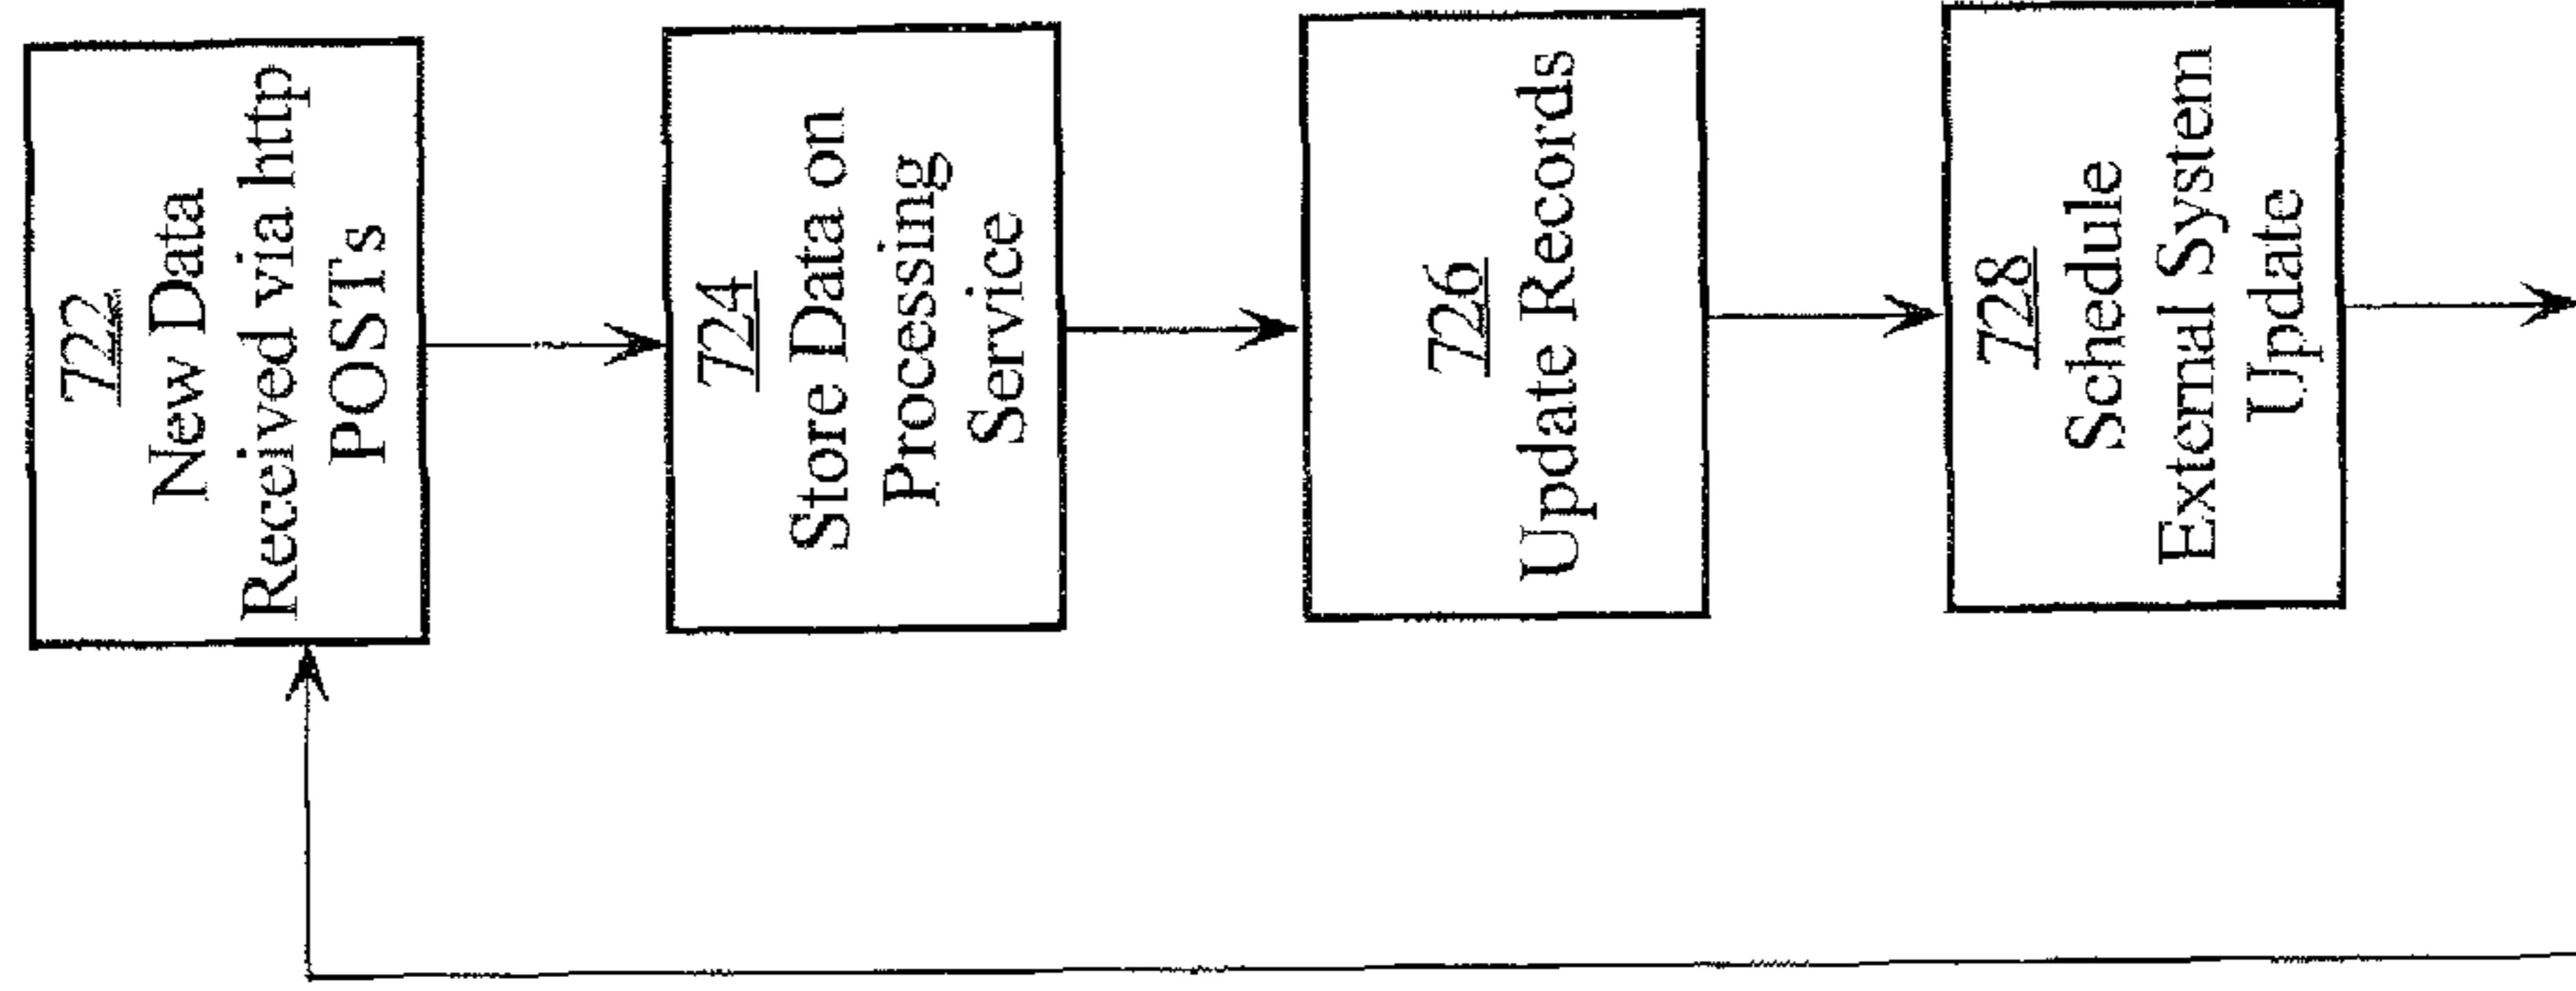 722
New Data
Received via http
POSTs
724
Store Data on
Processing
Service
726
Update Records
728
Schedule
External System
Update